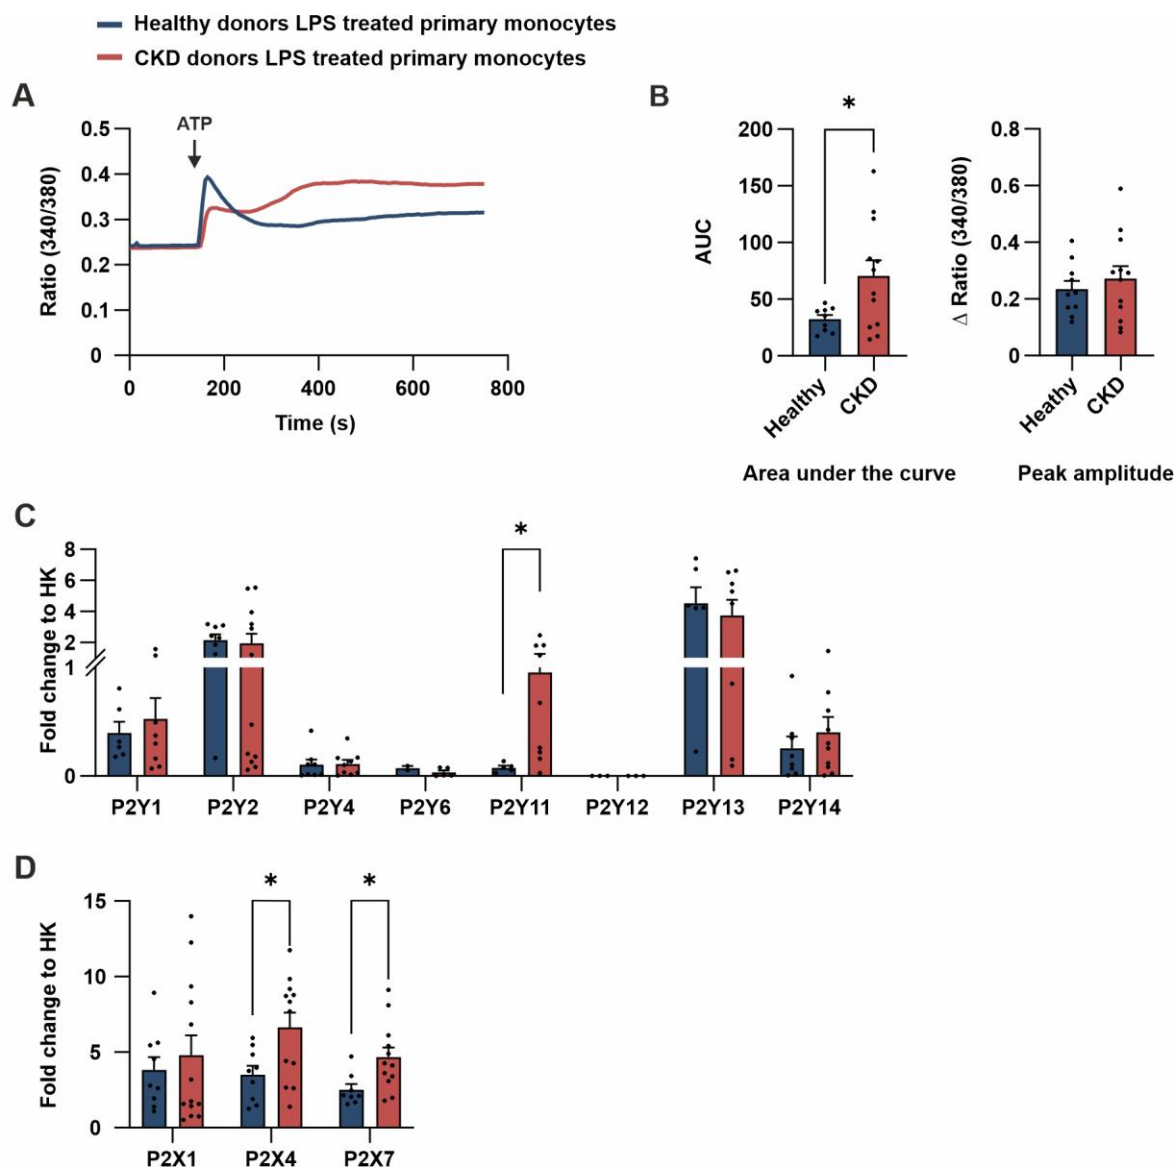 Healthy donors LPS treated primary monocytes
CKD donors LPS treated primary monocytes
A
ATP
Ratio (340/380)
0.5
0.4
0.3
0.2
0.1
0
0 200 400 600 800
Time (s)
B
*
AUC
200
150
100
50
0
Healthy CKD
Area under the curve
Δ Ratio (340/380)
0.8
0.6
0.4
0.2
0
Heathy CKD
Peak amplitude
C
*
Fold change to HK
8
6
4
2
1
0
P2Y1 P2Y2 P2Y4 P2Y6 P2Y11 P2Y12 P2Y13 P2Y14
D
* *
Fold change to HK
15
10
5
0
P2X1 P2X4 P2X7